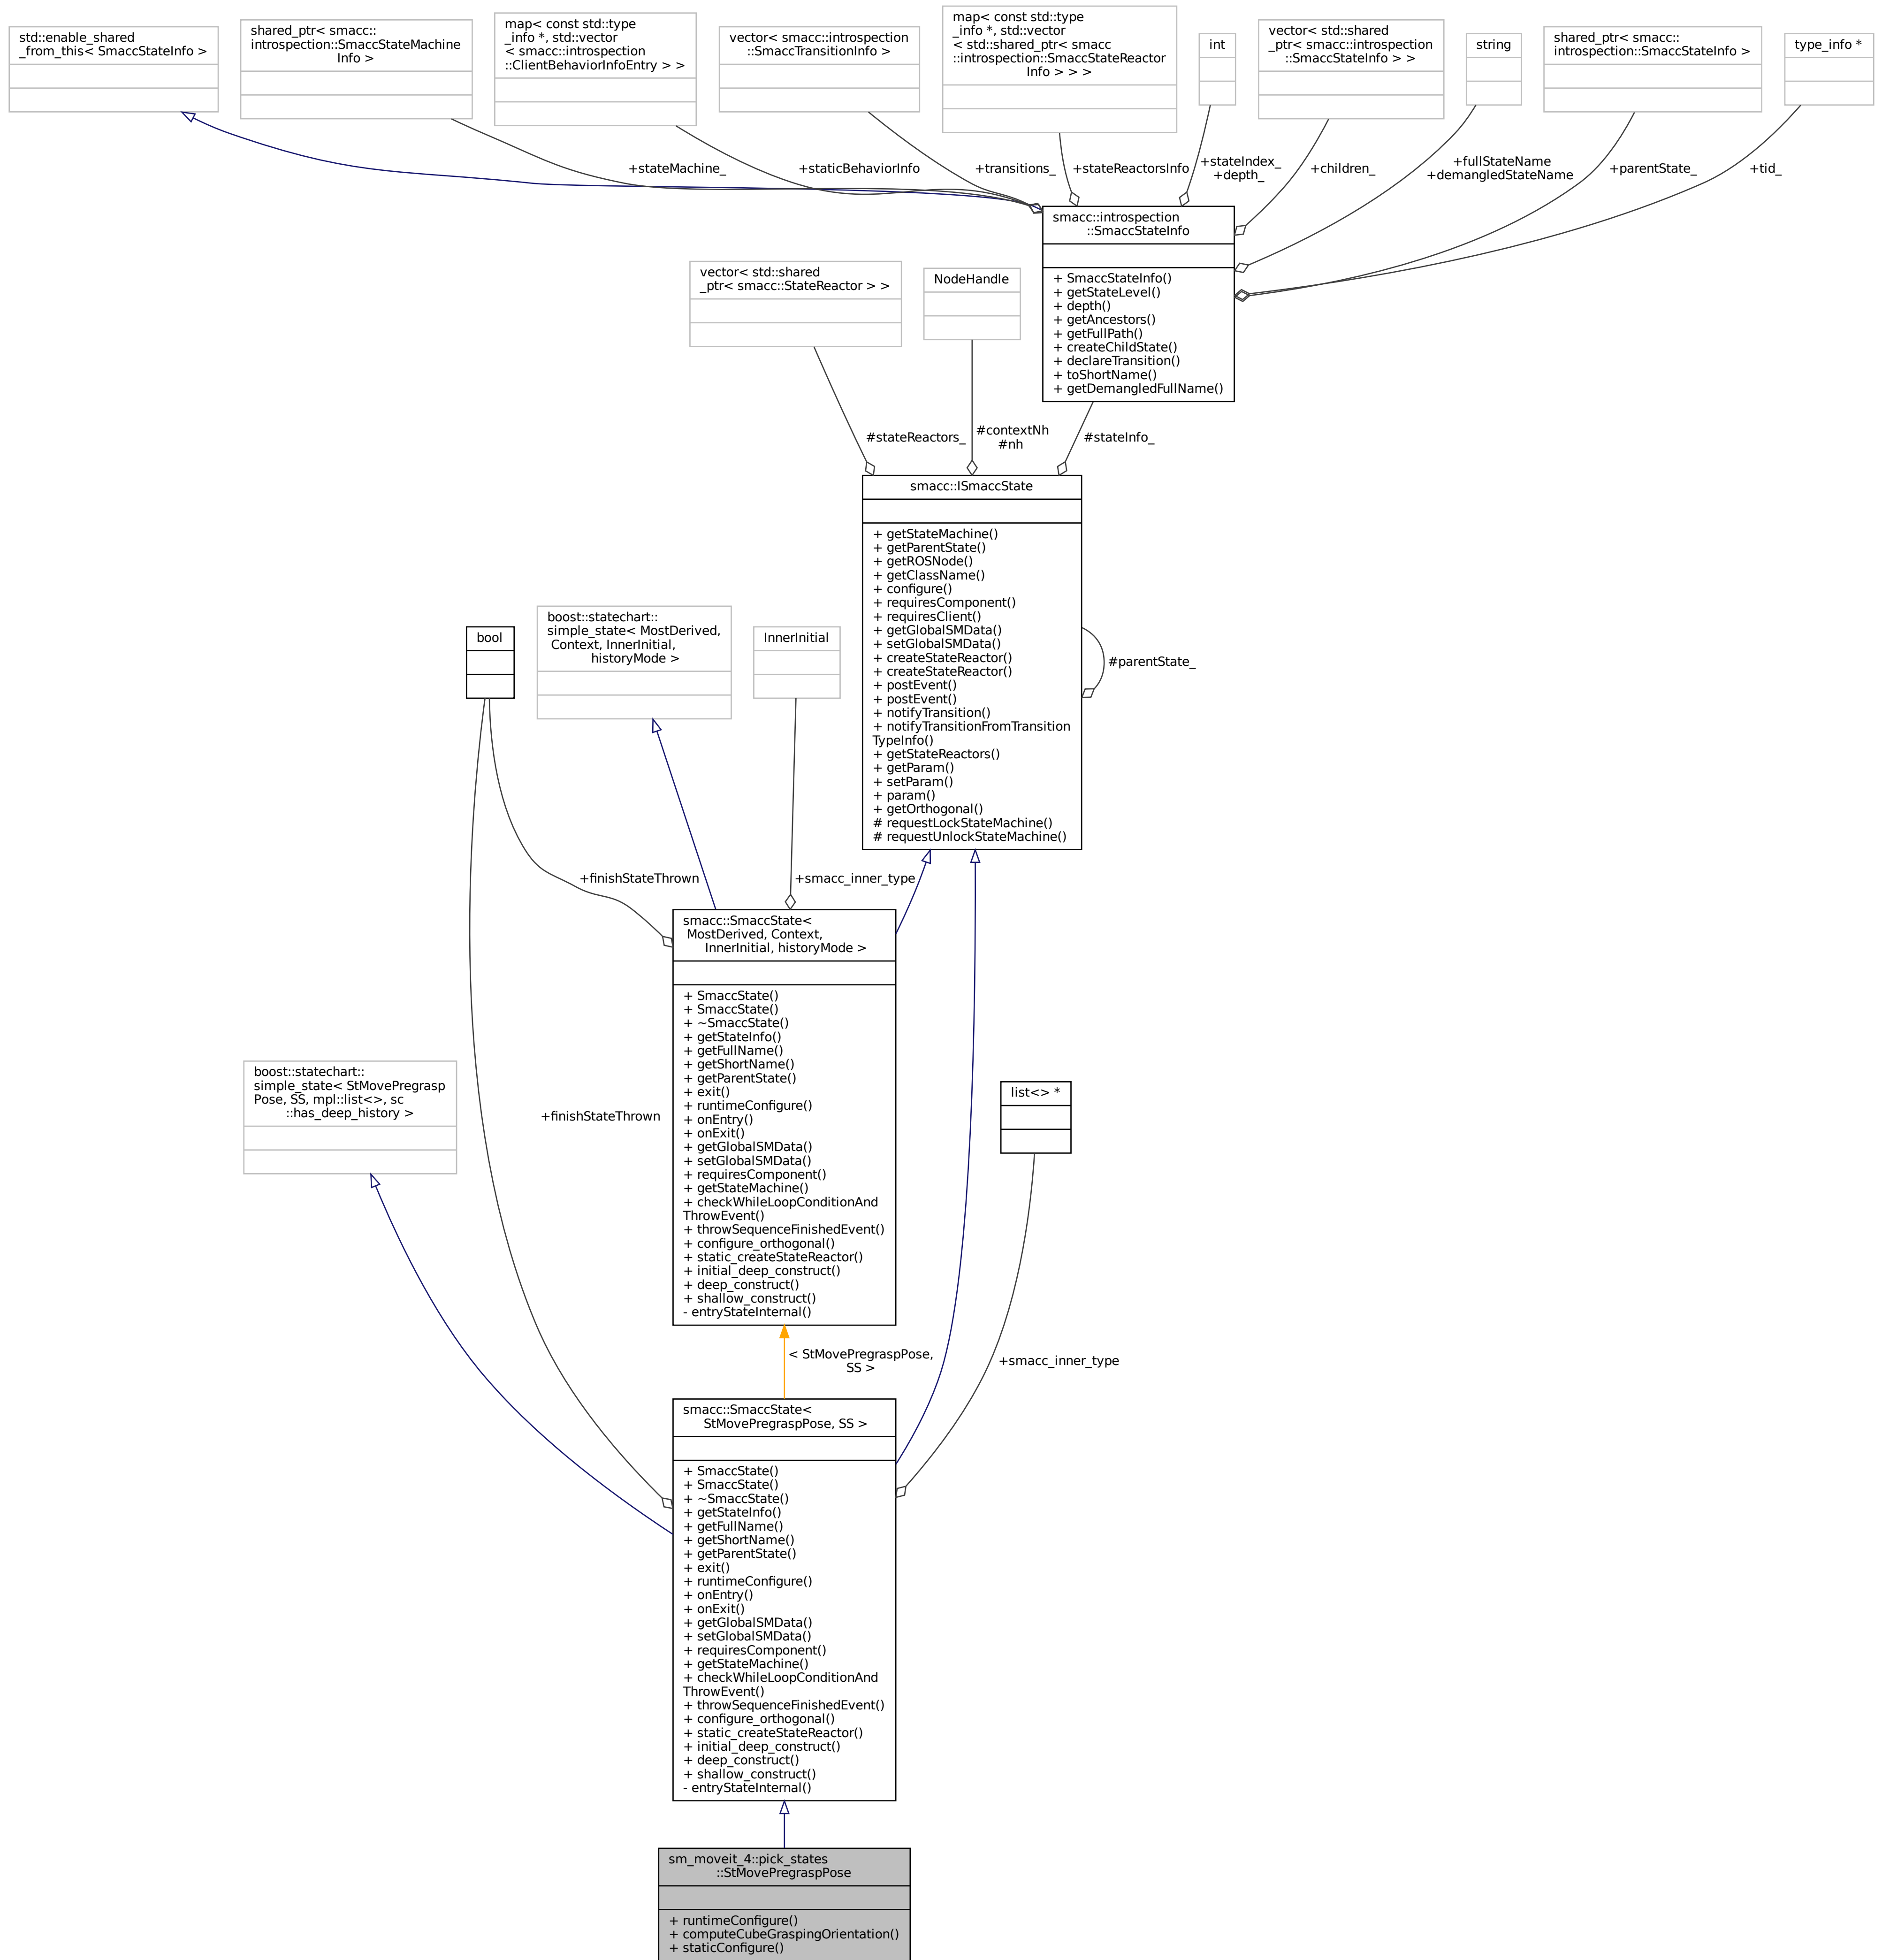 std::enable_shared
_from_this< SmaccStateInfo >
shared_ptr< smacc::
introspection::SmaccStateMachine
Info >
map< const std::type
_info *, std::vector
< smacc::introspection
::ClientBehaviorInfoEntry > >
vector< smacc::introspection
::SmaccTransitionInfo >
map< const std::type
_info *, std::vector
< std::shared_ptr< smacc
::introspection::SmaccStateReactor
Info > > >
int
vector< std::shared
_ptr< smacc::introspection
::SmaccStateInfo > >
string
shared_ptr< smacc::
introspection::SmaccStateInfo >
type_info *
+stateMachine_
+staticBehaviorInfo
+transitions_
+stateReactorsInfo
+stateIndex_
+depth_
+children_
+fullStateName
+demangledStateName
+parentState_
+tid_
smacc::introspection
::SmaccStateInfo
+ SmaccStateInfo()
+ getStateLevel()
+ depth()
+ getAncestors()
+ getFullPath()
+ createChildState()
+ declareTransition()
+ toShortName()
+ getDemangledFullName()
vector< std::shared
_ptr< smacc::StateReactor > >
NodeHandle
#stateReactors_
#contextNh
#nh
#stateInfo_
smacc::ISmaccState
+ getStateMachine()
+ getParentState()
+ getROSNode()
+ getClassName()
+ configure()
+ requiresComponent()
+ requiresClient()
+ getGlobalSMData()
+ setGlobalSMData()
+ createStateReactor()
+ createStateReactor()
+ postEvent()
+ postEvent()
+ notifyTransition()
+ notifyTransitionFromTransition
TypeInfo()
+ getStateReactors()
+ getParam()
+ setParam()
+ param()
+ getOrthogonal()
# requestLockStateMachine()
# requestUnlockStateMachine()
#parentState_
bool
boost::statechart::
simple_state< MostDerived,
Context, InnerInitial,
historyMode >
InnerInitial
+finishStateThrown
+smacc_inner_type
smacc::SmaccState<
MostDerived, Context,
InnerInitial, historyMode >
+ SmaccState()
+ SmaccState()
+ ~SmaccState()
+ getStateInfo()
+ getFullName()
+ getShortName()
+ getParentState()
+ exit()
+ runtimeConfigure()
+ onEntry()
+ onExit()
+ getGlobalSMData()
+ setGlobalSMData()
+ requiresComponent()
+ getStateMachine()
+ checkWhileLoopConditionAnd
ThrowEvent()
+ throwSequenceFinishedEvent()
+ configure_orthogonal()
+ static_createStateReactor()
+ initial_deep_construct()
+ deep_construct()
+ shallow_construct()
- entryStateInternal()
boost::statechart::
simple_state< StMovePregrasp
Pose, SS, mpl::list<>, sc
::has_deep_history >
+finishStateThrown
list<> *
< StMovePregraspPose,
SS >
+smacc_inner_type
smacc::SmaccState<
StMovePregraspPose, SS >
+ SmaccState()
+ SmaccState()
+ ~SmaccState()
+ getStateInfo()
+ getFullName()
+ getShortName()
+ getParentState()
+ exit()
+ runtimeConfigure()
+ onEntry()
+ onExit()
+ getGlobalSMData()
+ setGlobalSMData()
+ requiresComponent()
+ getStateMachine()
+ checkWhileLoopConditionAnd
ThrowEvent()
+ throwSequenceFinishedEvent()
+ configure_orthogonal()
+ static_createStateReactor()
+ initial_deep_construct()
+ deep_construct()
+ shallow_construct()
- entryStateInternal()
sm_moveit_4::pick_states
::StMovePregraspPose
+ runtimeConfigure()
+ computeCubeGraspingOrientation()
+ staticConfigure()